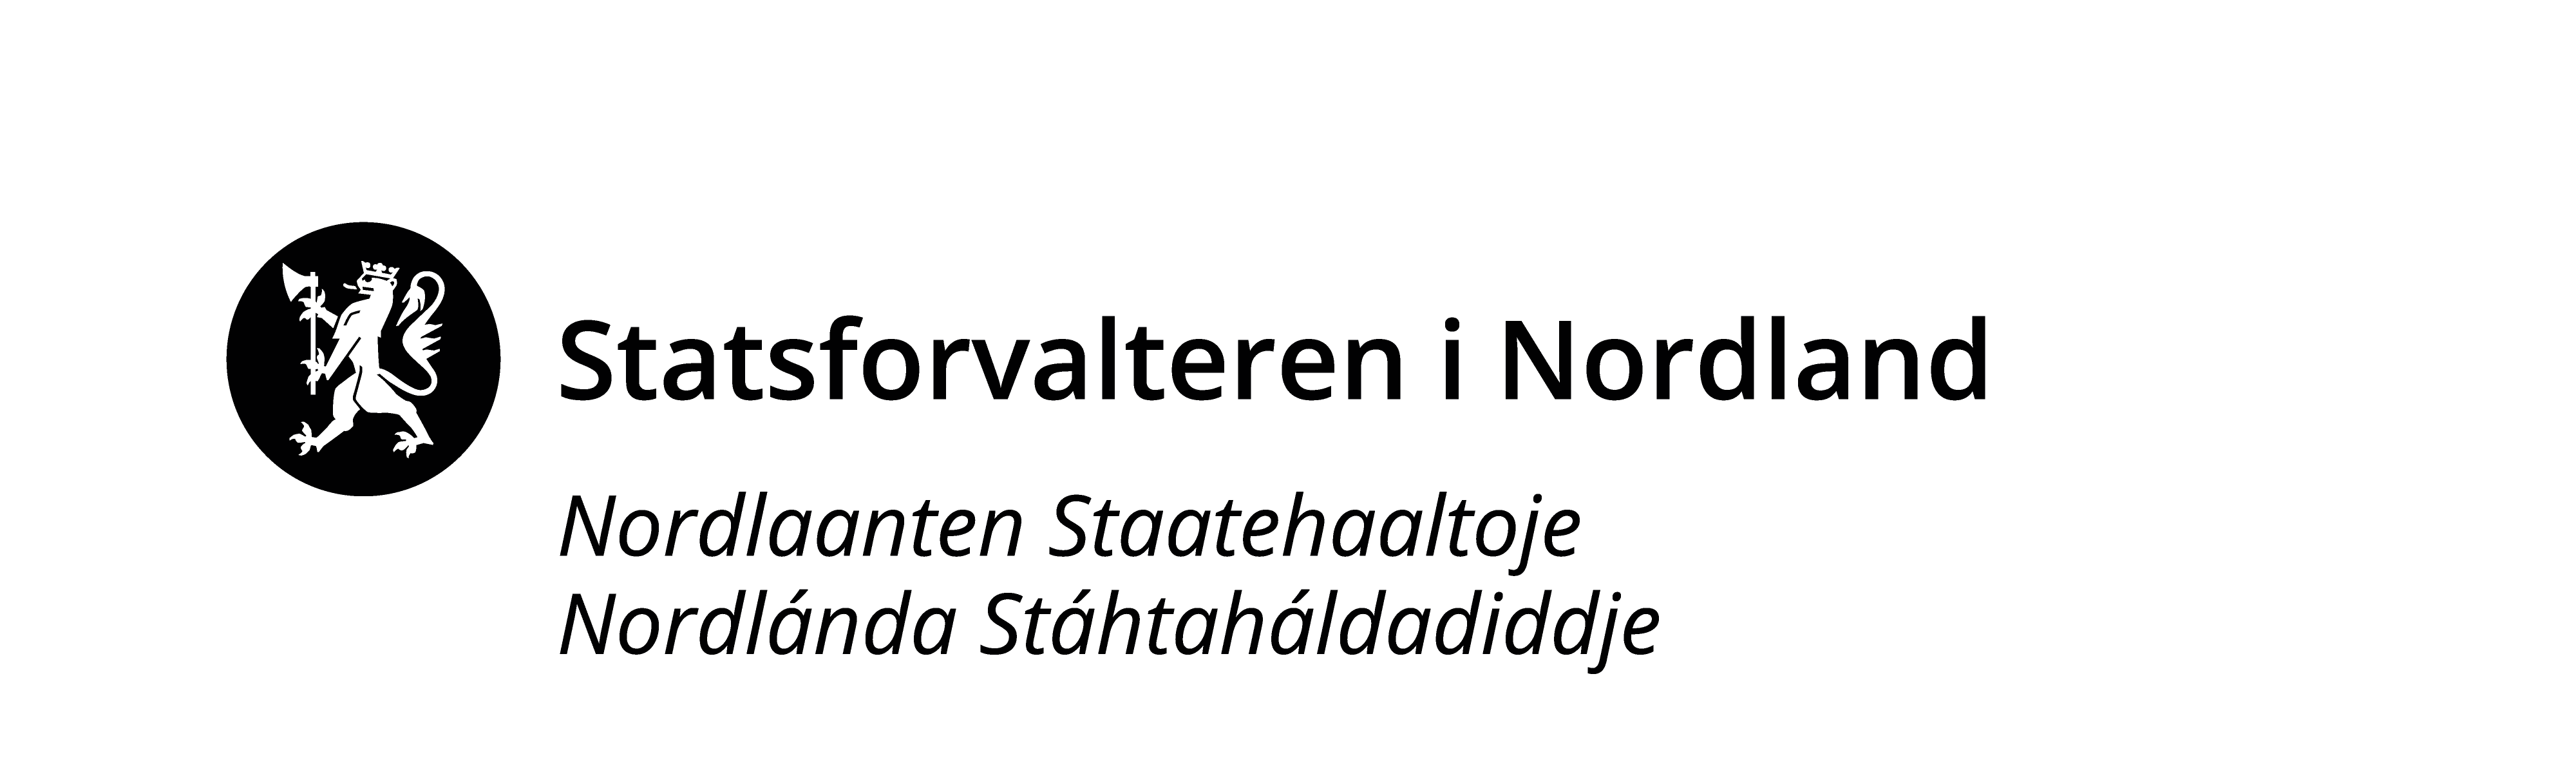 Statsforvalteren i Nordland
Nordlaanten Staatehaaltoje
Nordlánda Stáhtaháldadiddje